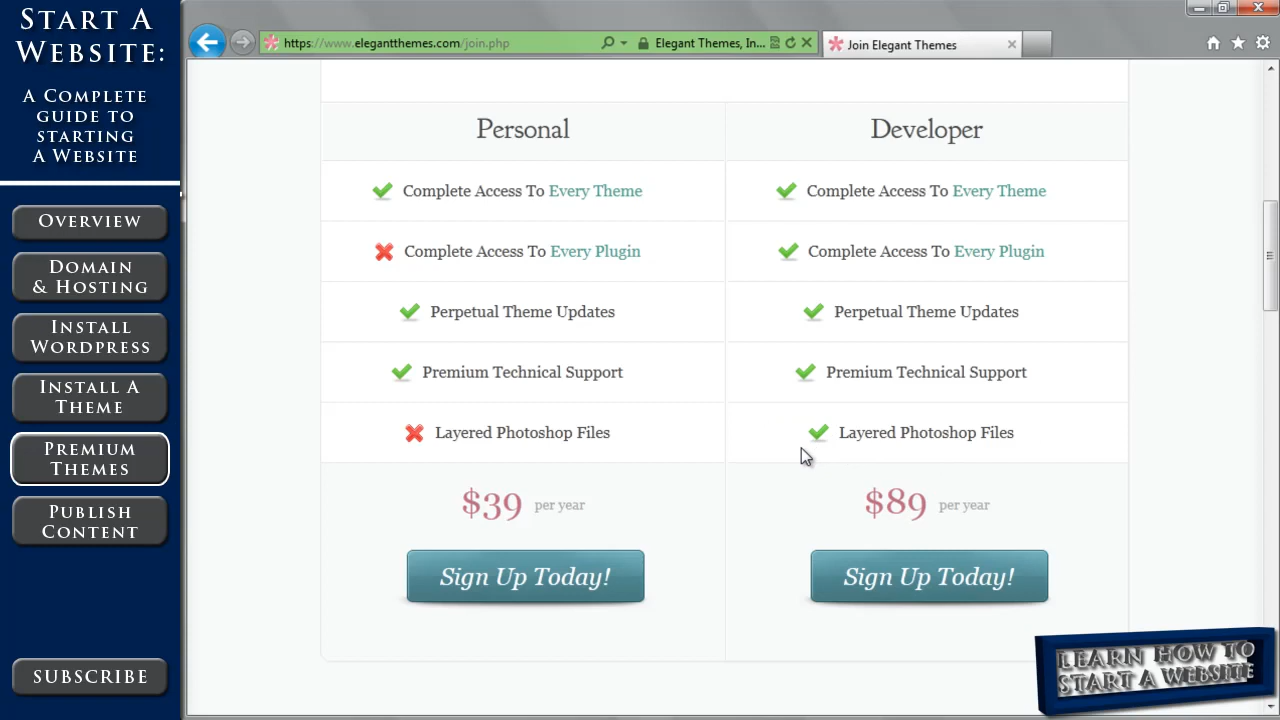 START A
WEBSITE:
A COMPLETE
GUIDE TO
STARTING
A WEBSITE
OVERVIEW
DOMAIN
& HOSTING
INSTALL
WORDPRESS
INSTALL A
THEME
PREMIUM
THEMES
PUBLISH
CONTENT
SUBSCRIBE
https://www.elegantthemes.com/join.php
Elegant Themes, In...
Join Elegant Themes
Personal
Developer
Complete Access To Every Theme
Complete Access To Every Theme
Complete Access To Every Plugin
Complete Access To Every Plugin
Perpetual Theme Updates
Perpetual Theme Updates
Premium Technical Support
Premium Technical Support
Layered Photoshop Files
Layered Photoshop Files
$39 per year
$89 per year
Sign Up Today!
Sign Up Today!
LEARN HOW TO
START A WEBSITE